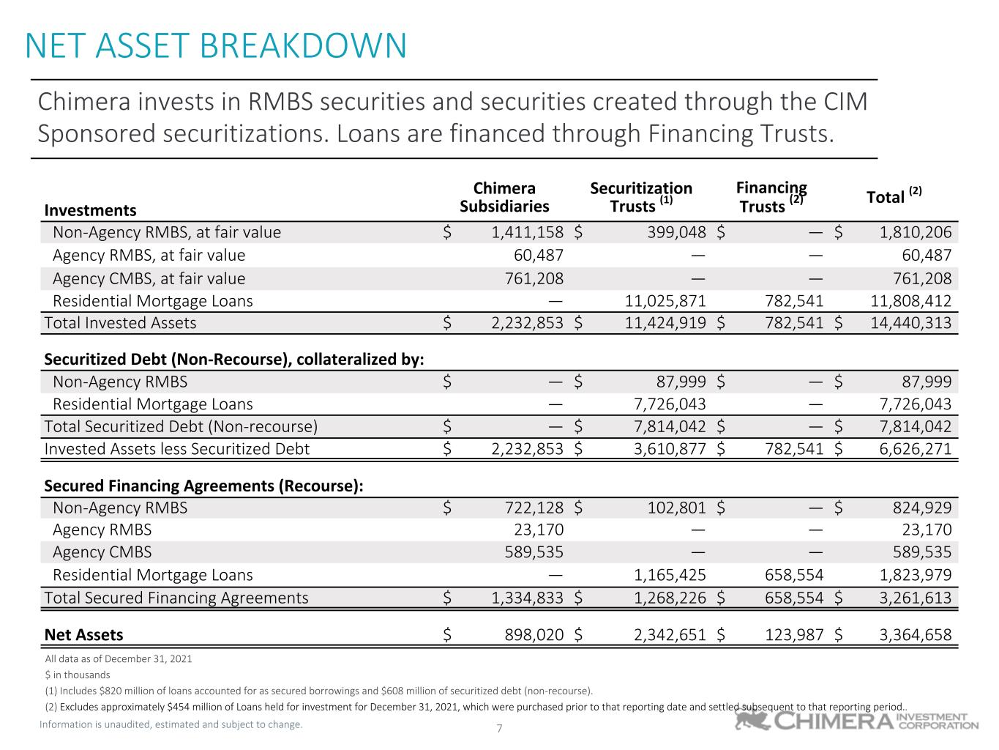 NET ASSET BREAKDOWN
Chimera invests in RMBS securities and securities created through the CIM
Sponsored securitizations. Loans are financed through Financing Trusts.
Investments Chimera Subsidiaries Securitization Trusts (1) Financing Trusts (2) Total (2)
Non-Agency RMBS, at fair value $ 1,411,158 $ 399,048 $ — $ 1,810,206
Agency RMBS, at fair value 60,487 — — 60,487
Agency CMBS, at fair value 761,208 — — 761,208
Residential Mortgage Loans — 11,025,871 782,541 11,808,412
Total Invested Assets $ 2,232,853 $ 11,424,919 $ 782,541 $ 14,440,313
Securitized Debt (Non-Recourse), collateralized by:
Non-Agency RMBS $ — $ 87,999 $ — $ 87,999
Residential Mortgage Loans — 7,726,043 — 7,726,043
Total Securitized Debt (Non-recourse) $ — $ 7,814,042 $ — $ 7,814,042
Invested Assets less Securitized Debt $ 2,232,853 $ 3,610,877 $ 782,541 $ 6,626,271
Secured Financing Agreements (Recourse):
Non-Agency RMBS $ 722,128 $ 102,801 $ — $ 824,929
Agency RMBS 23,170 — — 23,170
Agency CMBS 589,535 — — 589,535
Residential Mortgage Loans — 1,165,425 658,554 1,823,979
Total Secured Financing Agreements $ 1,334,833 $ 1,268,226 $ 658,554 $ 3,261,613
Net Assets $ 898,020 $ 2,342,651 $ 123,987 $ 3,364,658
All data as of December 31, 2021
$ in thousands
(1) Includes $820 million of loans accounted for as secured borrowings and $608 million of securitized debt (non-recourse).
(2) Excludes approximately $454 million of Loans held for investment for December 31, 2021, which were purchased prior to that reporting date and settled subsequent to that reporting period..
Information is unaudited, estimated and subject to change.
7
CHIMERA INVESTMENT CORPORATION